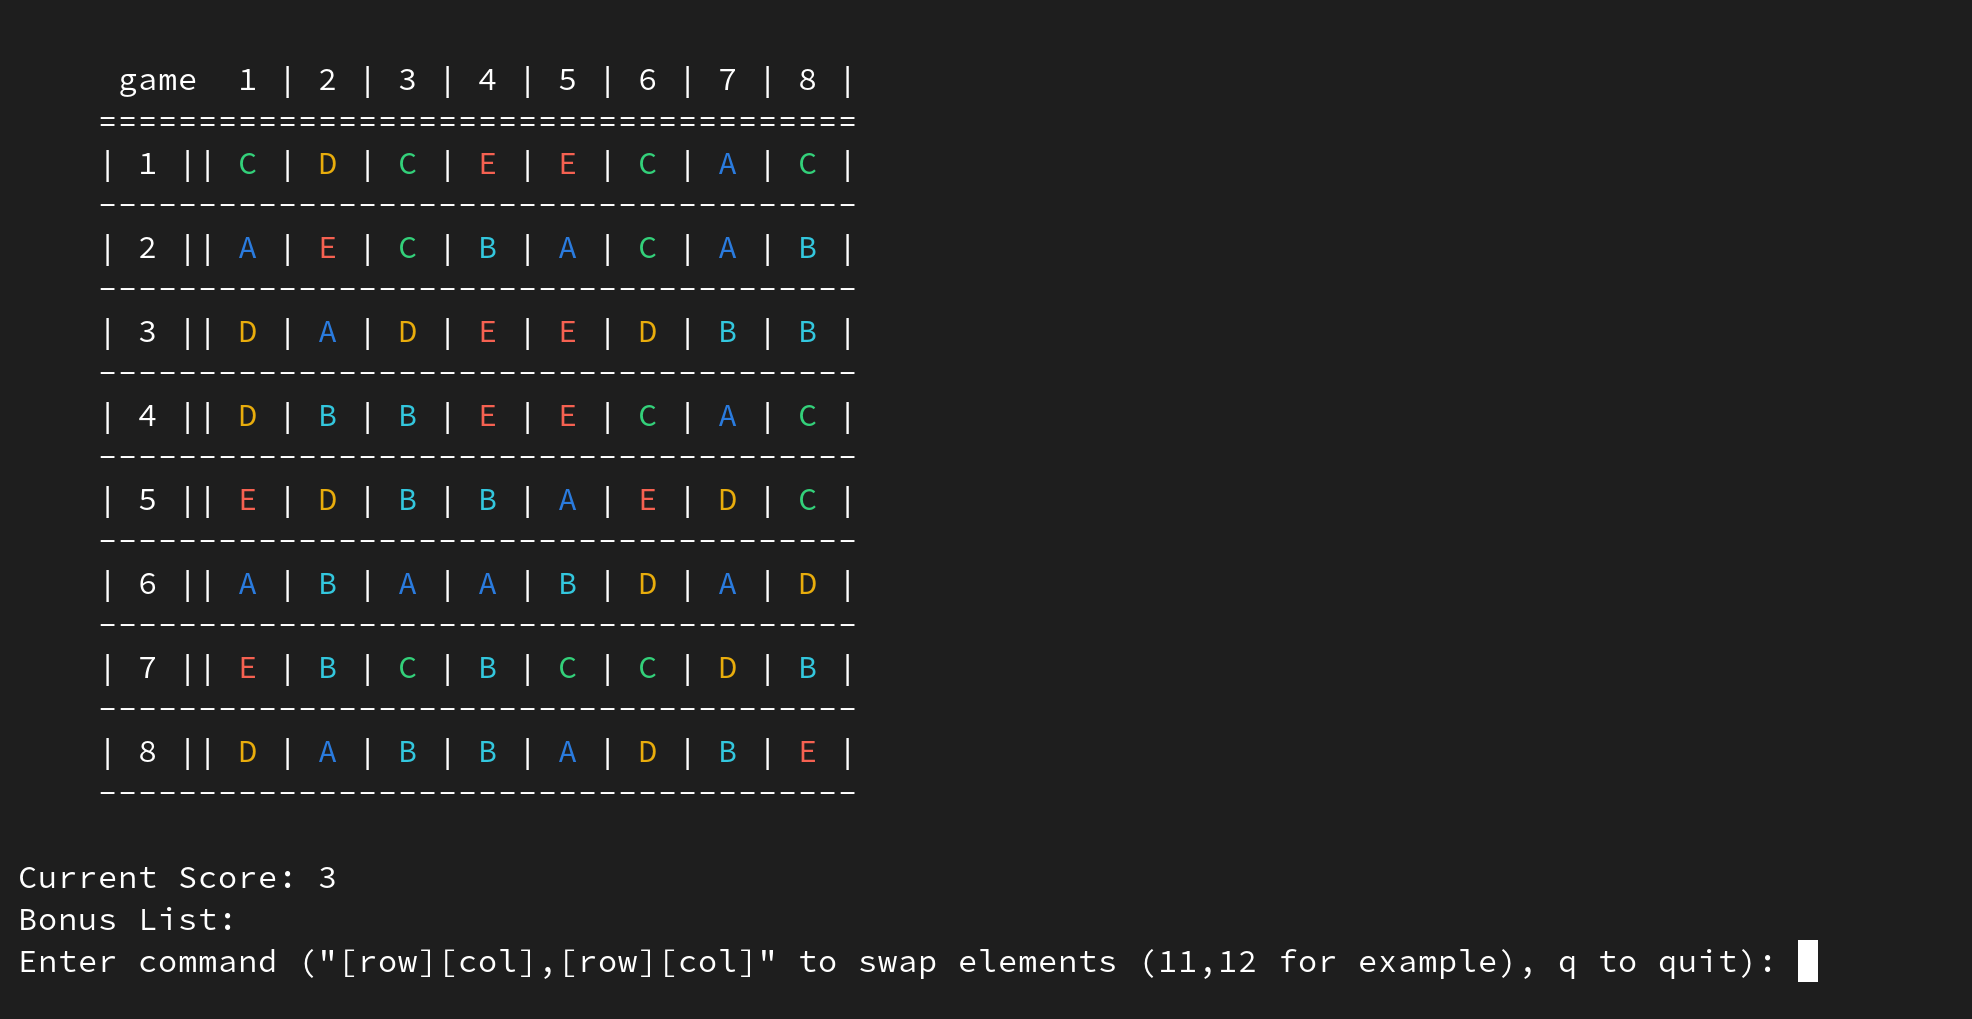 game 1 | 2 | 3 | 4 | 5 | 6 | 7 | 8 |
======================================
| 1 || C | D | C | E | E | C | A | C |
--------------------------------------
| 2 || A | E | C | B | A | C | A | B |
--------------------------------------
| 3 || D | A | D | E | E | D | B | B |
--------------------------------------
| 4 || D | B | B | E | E | C | A | C |
--------------------------------------
| 5 || E | D | B | B | A | E | D | C |
--------------------------------------
| 6 || A | B | A | A | B | D | A | D |
--------------------------------------
| 7 || E | B | C | B | C | C | D | B |
--------------------------------------
| 8 || D | A | B | B | A | D | B | E |
--------------------------------------
Current Score: 3
Bonus List:
Enter command ("[row][col],[row][col]" to swap elements (11,12 for example), q to quit):